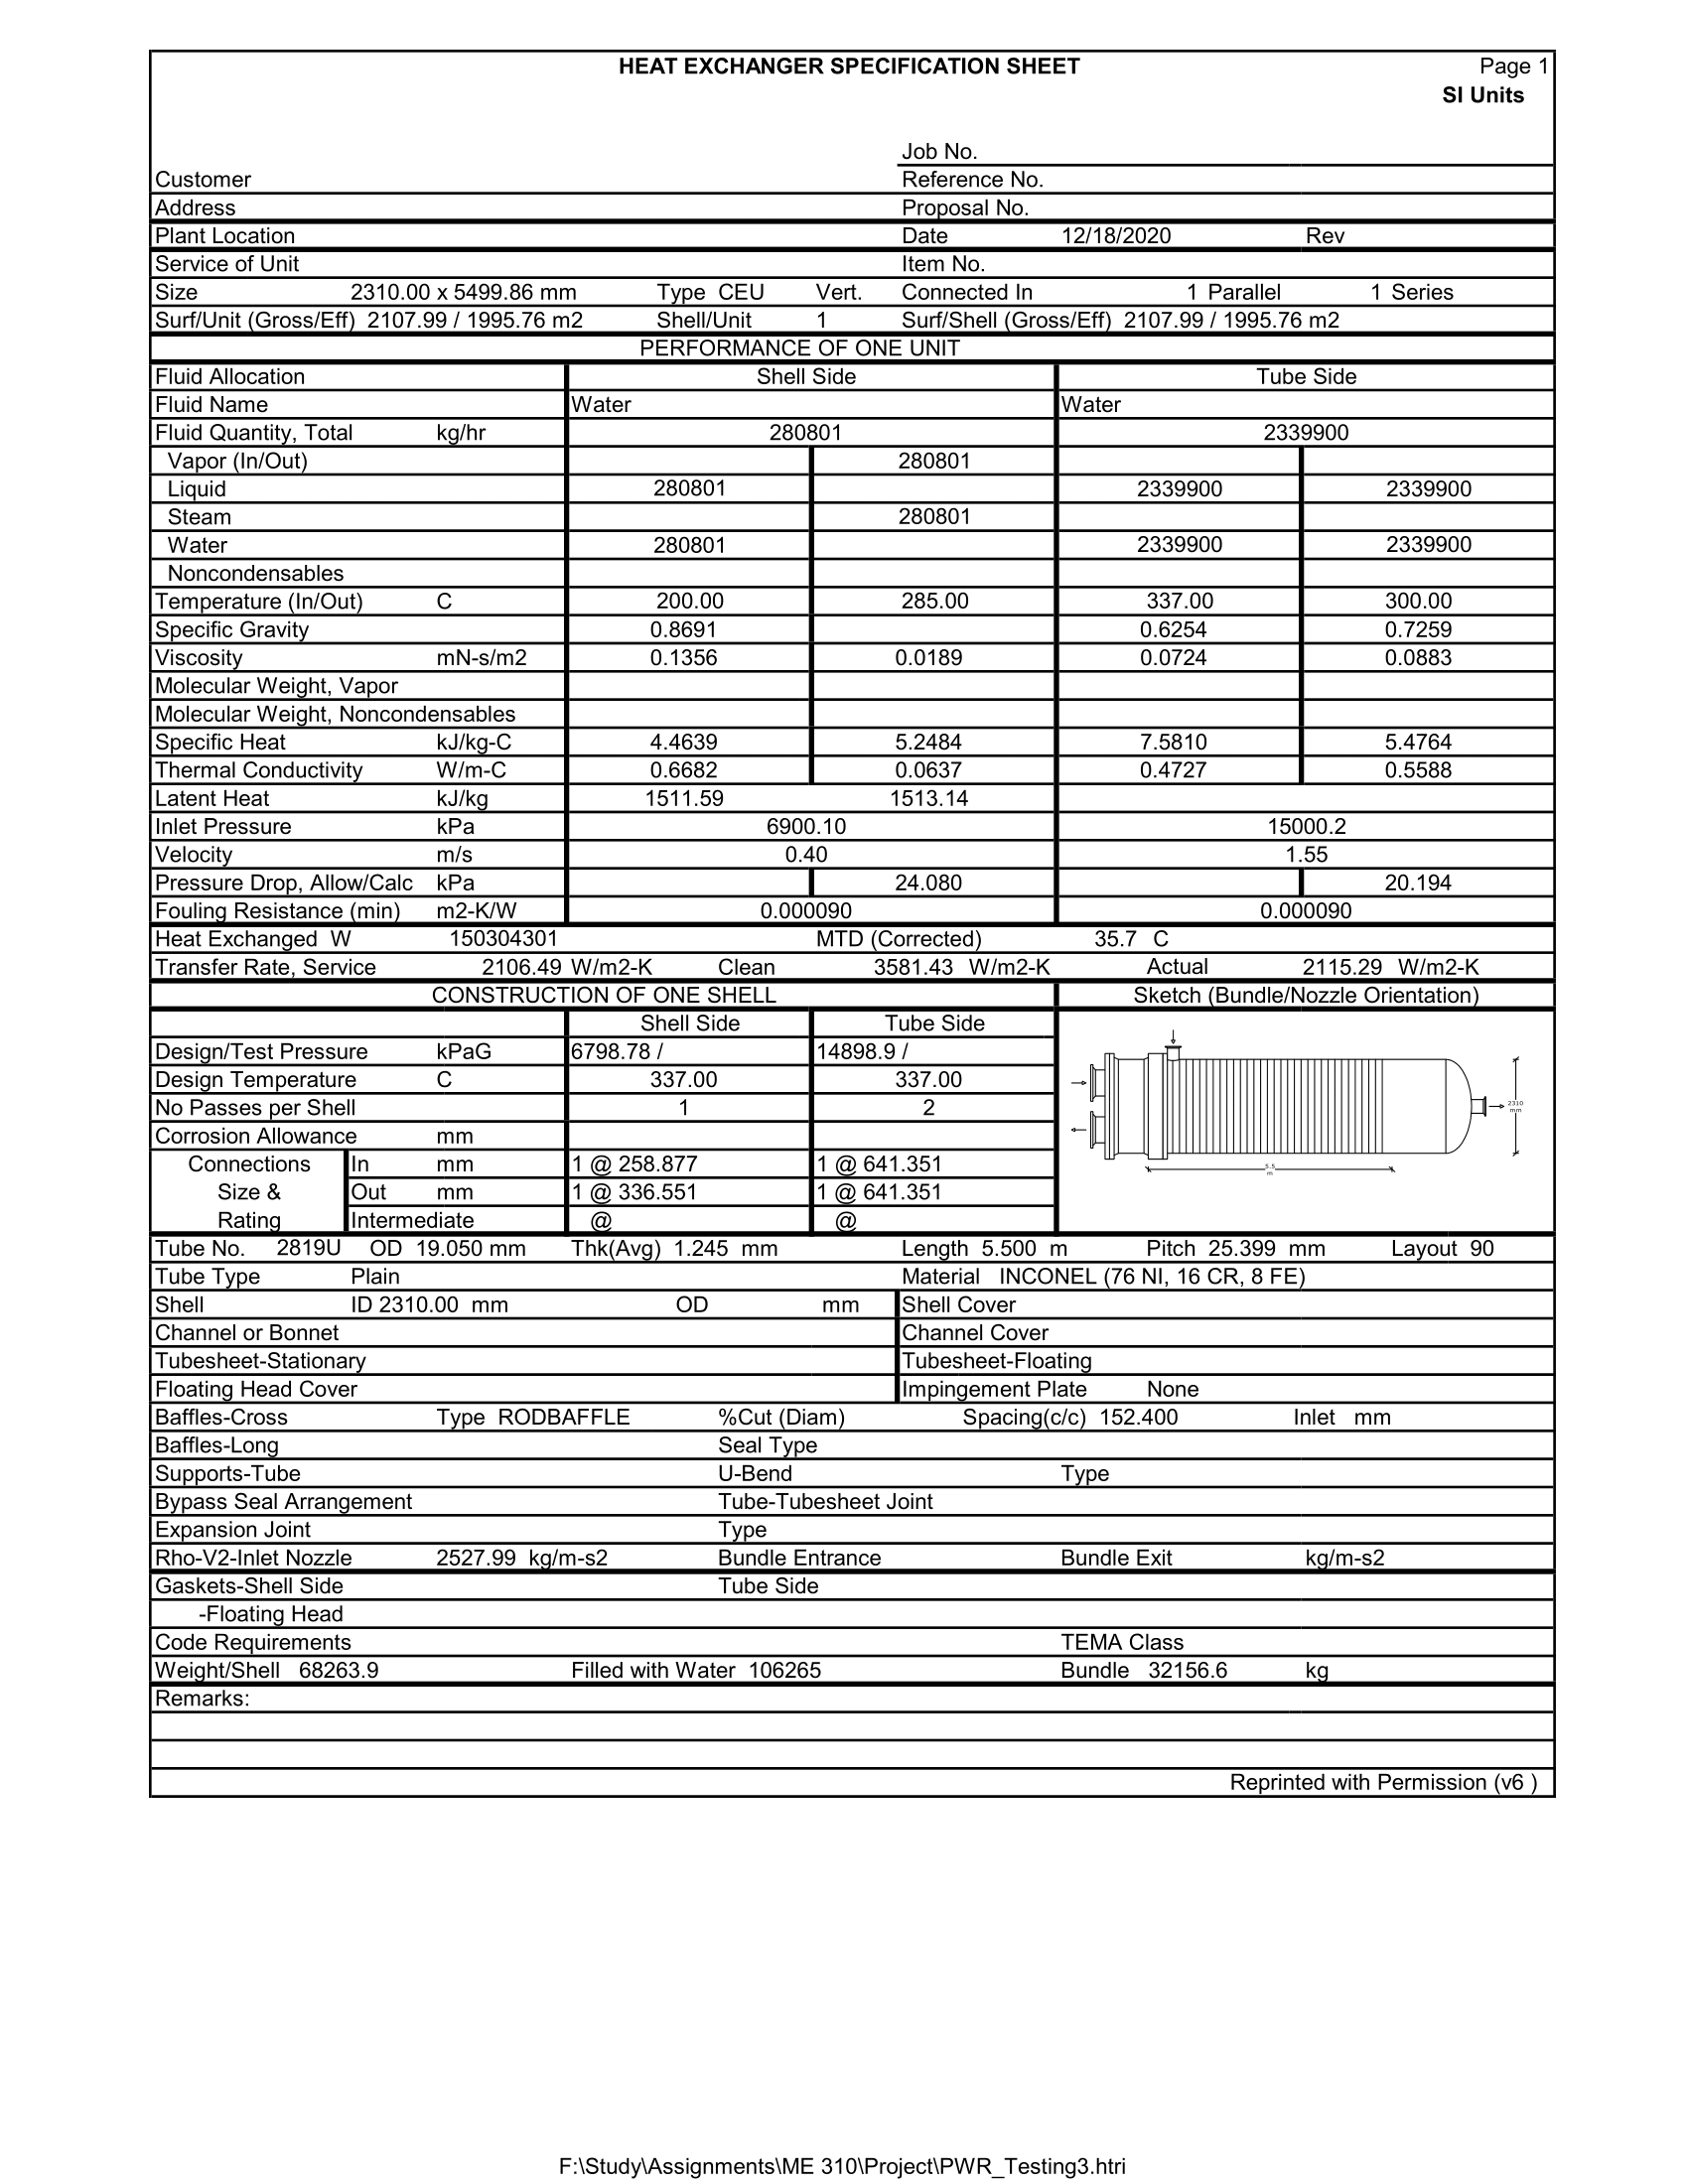 HEAT EXCHANGER SPECIFICATION SHEET Page 1
SI Units
Job No.
Customer Reference No.
Address Proposal No.
Plant Location Date 12/18/2020 Rev
Service of Unit Item No.
Size 2310.00 x 5499.86 mm Type CEU Vert. Connected In 1 Parallel 1 Series
Surf/Unit (Gross/Eff) 2107.99 / 1995.76 m2 Shell/Unit 1 Surf/Shell (Gross/Eff) 2107.99 / 1995.76 m2
PERFORMANCE OF ONE UNIT
Fluid Allocation Shell Side Tube Side
Fluid Name Water Water
Fluid Quantity, Total kg/hr 280801 2339900
Vapor (In/Out) 280801
Liquid 280801 2339900 2339900
Steam 280801
Water 280801 2339900 2339900
Noncondensables
Temperature (In/Out) C 200.00 285.00 337.00 300.00
Specific Gravity 0.8691 0.6254 0.7259
Viscosity mN-s/m2 0.1356 0.0189 0.0724 0.0883
Molecular Weight, Vapor
Molecular Weight, Noncondensables
Specific Heat kJ/kg-C 4.4639 5.2484 7.5810 5.4764
Thermal Conductivity W/m-C 0.6682 0.0637 0.4727 0.5588
Latent Heat kJ/kg 1511.59 1513.14
Inlet Pressure kPa 6900.10 15000.2
Velocity m/s 0.40 1.55
Pressure Drop, Allow/Calc kPa 24.080 20.194
Fouling Resistance (min) m2-K/W 0.000090 0.000090
Heat Exchanged W 150304301 MTD (Corrected) 35.7 C
Transfer Rate, Service 2106.49 W/m2-K Clean 3581.43 W/m2-K Actual 2115.29 W/m2-K
CONSTRUCTION OF ONE SHELL Sketch (Bundle/Nozzle Orientation)
Shell Side Tube Side
Design/Test Pressure kPaG 6798.78 / 14898.9 /
Design Temperature C 337.00 337.00
No Passes per Shell 1 2
Corrosion Allowance mm
Connections In mm 1 @ 258.877 1 @ 641.351
Size & Out mm 1 @ 336.551 1 @ 641.351
Rating Intermediate @ @
2310
mm
5.5
m
Tube No. 2819U OD 19.050 mm Thk(Avg) 1.245 mm Length 5.500 m Pitch 25.399 mm Layout 90
Tube Type Plain Material INCONEL (76 NI, 16 CR, 8 FE)
Shell ID 2310.00 mm OD mm Shell Cover
Channel or Bonnet Channel Cover
Tubesheet-Stationary Tubesheet-Floating
Floating Head Cover Impingement Plate None
Baffles-Cross Type RODBAFFLE %Cut (Diam) Spacing(c/c) 152.400 Inlet mm
Baffles-Long Seal Type
Supports-Tube U-Bend Type
Bypass Seal Arrangement Tube-Tubesheet Joint
Expansion Joint Type
Rho-V2-Inlet Nozzle 2527.99 kg/m-s2 Bundle Entrance Bundle Exit kg/m-s2
Gaskets-Shell Side Tube Side
-Floating Head
Code Requirements TEMA Class
Weight/Shell 68263.9 Filled with Water 106265 Bundle 32156.6 kg
Remarks:
Reprinted with Permission (v6 )
F:\Study\Assignments\ME 310\Project\PWR_Testing3.htri